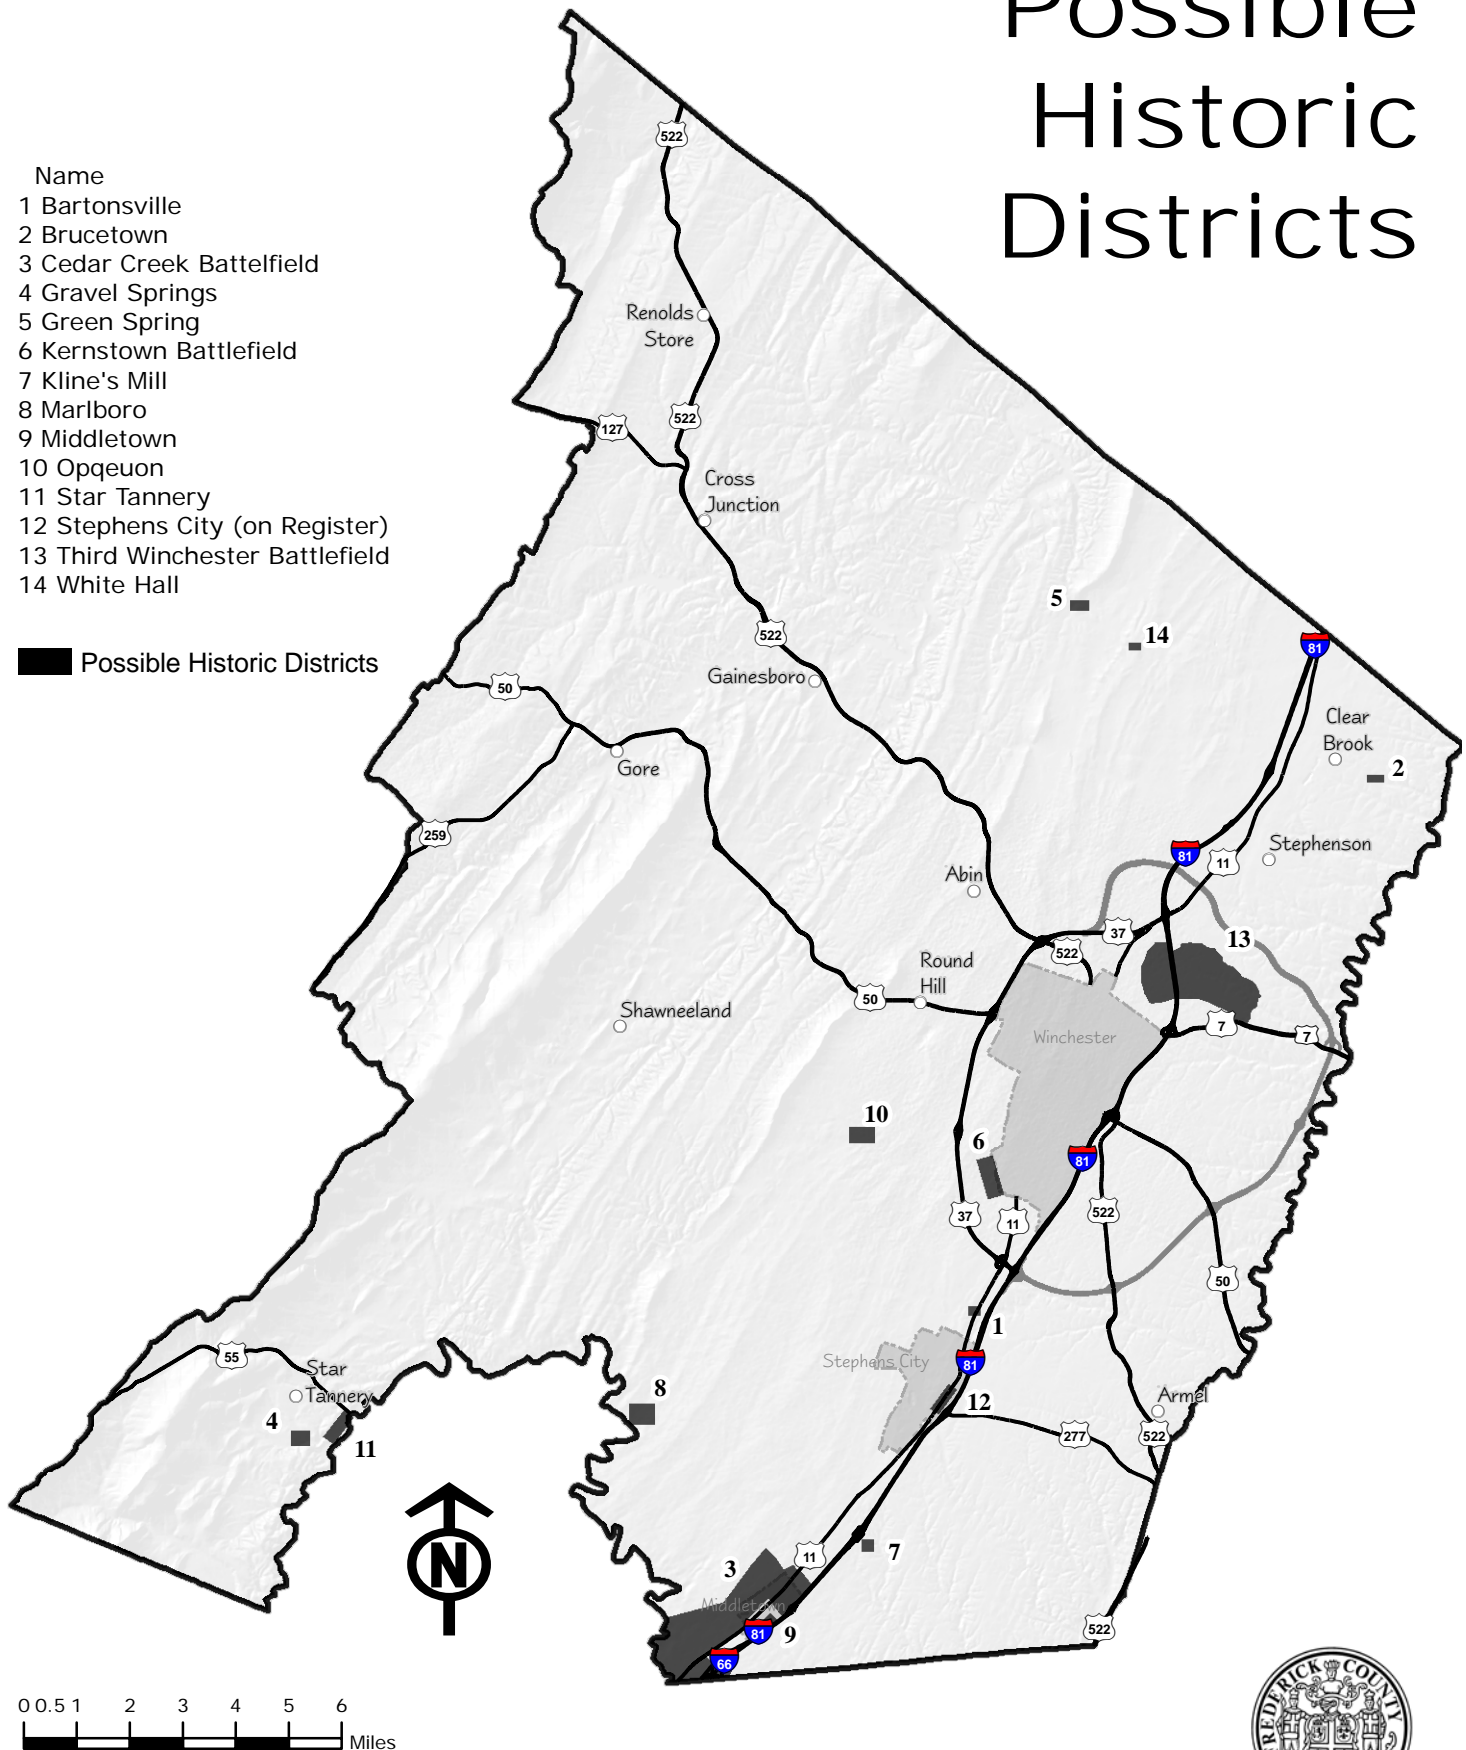 Possible
Historic
Districts
Name
1 Bartonsville
2 Brucetown
3 Cedar Creek Battelfield
4 Gravel Springs
5 Green Spring
6 Kernstown Battlefield
7 Kline's Mill
8 Marlboro
9 Middletown
10 Opqeuon
11 Star Tannery
12 Stephens City (on Register)
13 Third Winchester Battlefield
14 White Hall
Possible Historic Districts
522
Renolds
Store
522
127
Cross
Junction
5
14
522
81
Gainesboro
50
Clear
Brook
Gore
2
259
Stephenson
81
11
Abin
37
13
522
Round
Hill
50
Shawneeland
7
7
Winchester
10
6
81
37
11
522
50
1
55
Stephens City
81
Star
Tannery
8
12
Armel
4
11
277
522
3
11
7
Middletown
9
81
522
66
N
0 0.5 1 2 3 4 5 6
Miles
FREDERICK COUNTY